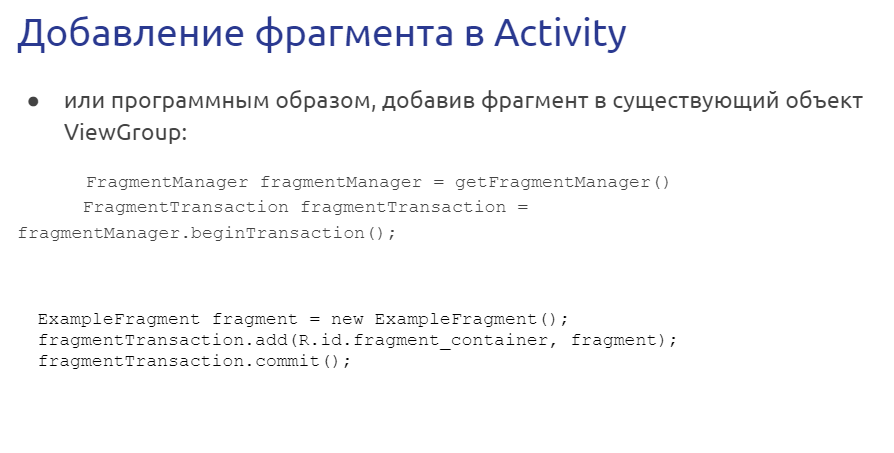 Добавление фрагмента в Activity
● или программным образом, добавив фрагмент в существующий объект
ViewGroup:
FragmentManager fragmentManager = getFragmentManager()
FragmentTransaction fragmentTransaction =
fragmentManager.beginTransaction();
ExampleFragment fragment = new ExampleFragment();
fragmentTransaction.add(R.id.fragment_container, fragment);
fragmentTransaction.commit();